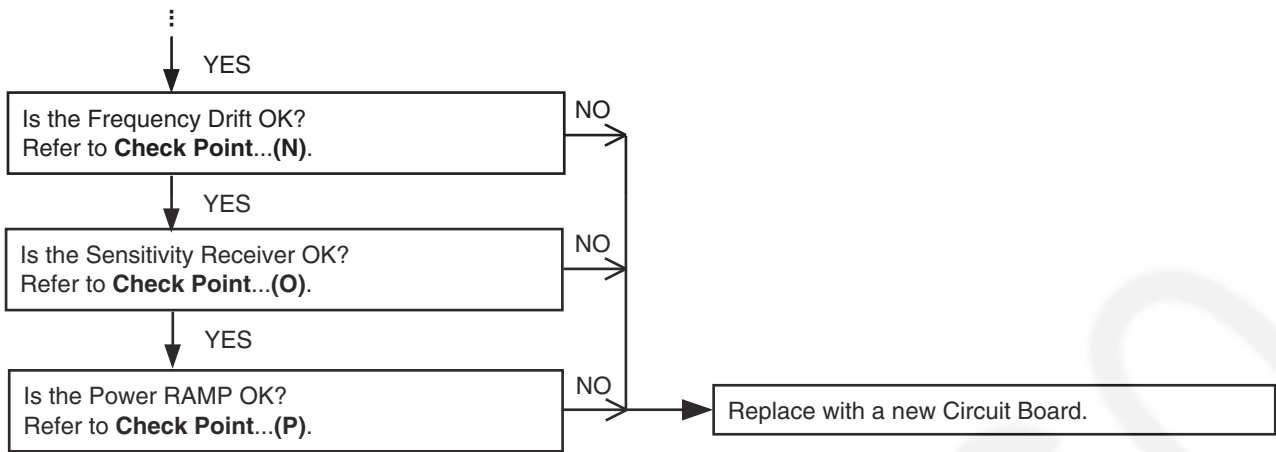 ⋮
YES
Is the Frequency Drift OK?
Refer to Check Point...(N).
NO
YES
Is the Sensitivity Receiver OK?
Refer to Check Point...(O).
NO
YES
Is the Power RAMP OK?
Refer to Check Point...(P).
NO
Replace with a new Circuit Board.